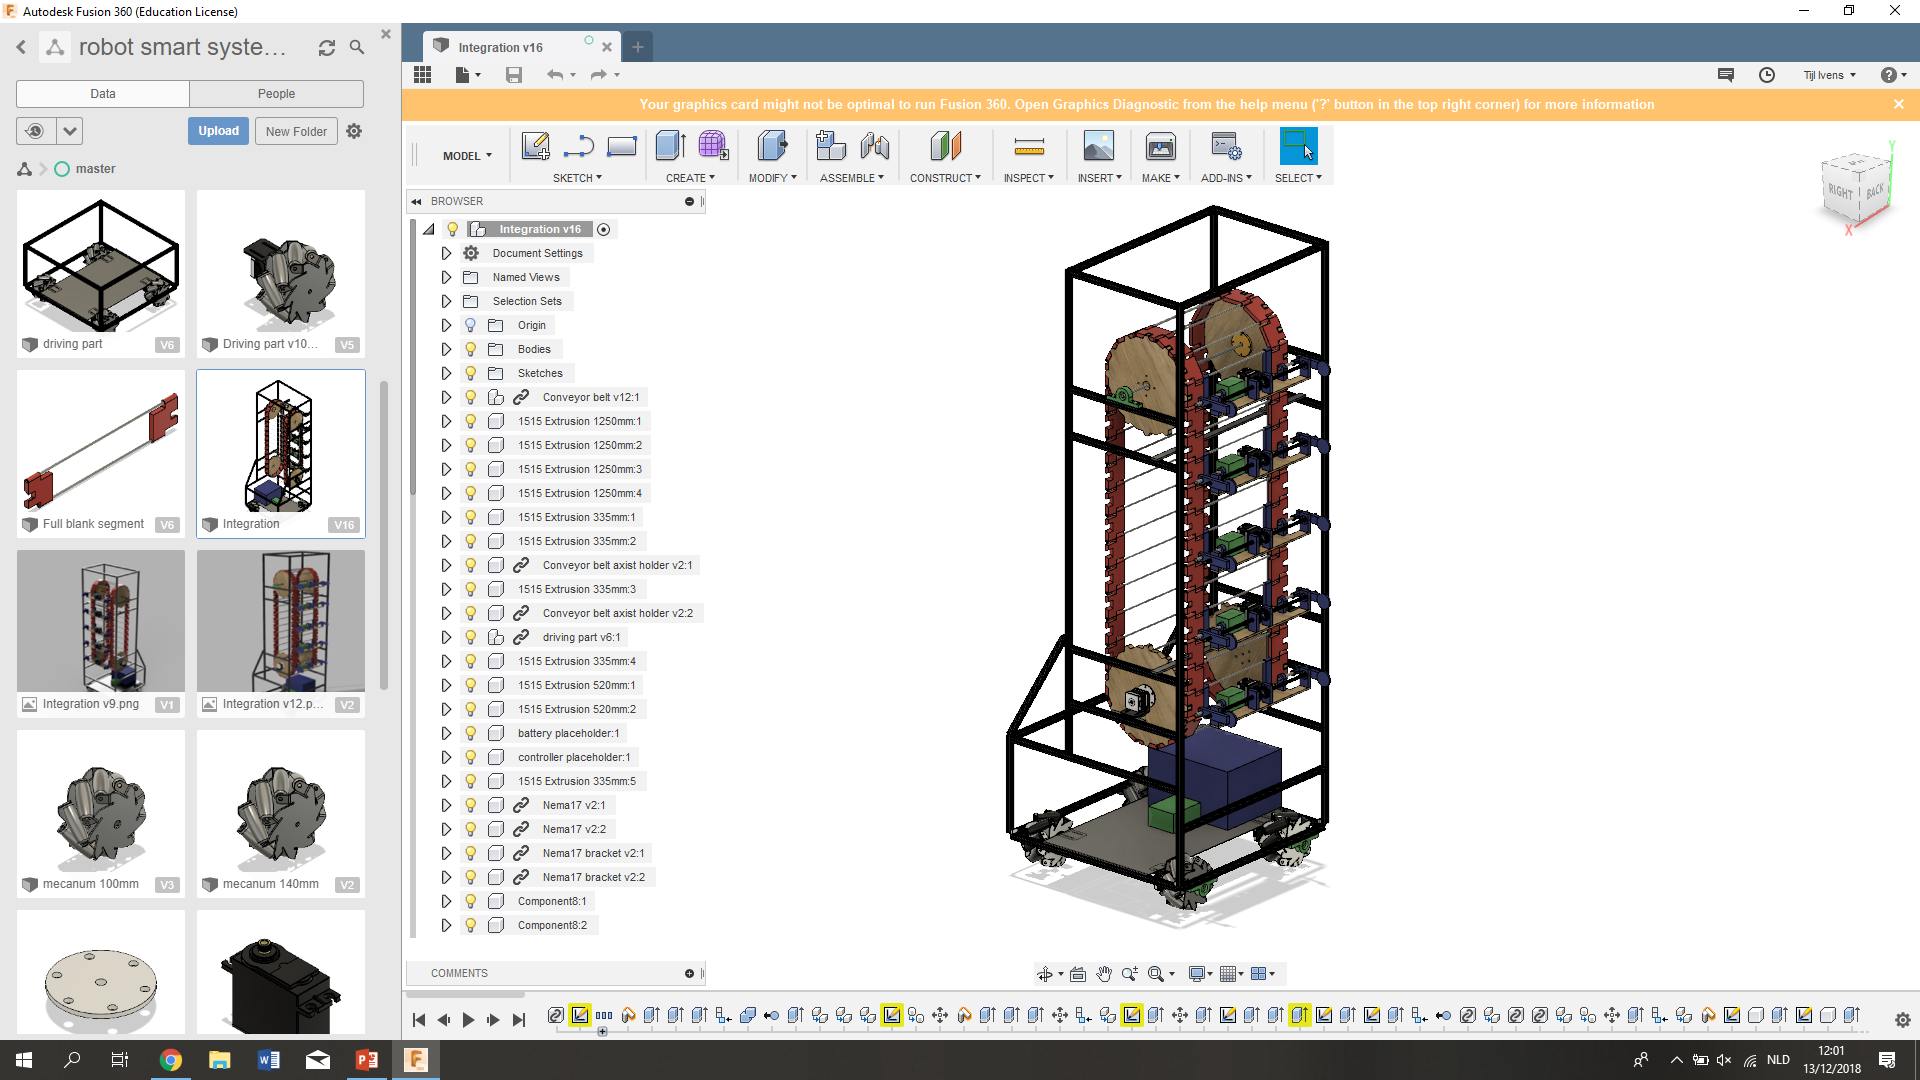 Autodesk Fusion 360 (Education License)
robot smart syste...
Data
People
Upload
New Folder
master
driving part
V6
Driving part v10...
V5
Full blank segment
V6
Integration
V16
Integration v9.png
V1
Integration v12.p...
V2
mecanum 100mm
V3
mecanum 140mm
V2
Integration v16
Tijl Ivens
Your graphics card might not be optimal to run Fusion 360. Open Graphics Diagnostic from the help menu ('?' button in the top right corner) for more information
MODEL
SKETCH
CREATE
MODIFY
ASSEMBLE
CONSTRUCT
INSPECT
INSERT
MAKE
ADD-INS
SELECT
BROWSER
Integration v16
Document Settings
Named Views
Selection Sets
Origin
Bodies
Sketches
Conveyor belt v12:1
1515 Extrusion 1250mm:1
1515 Extrusion 1250mm:2
1515 Extrusion 1250mm:3
1515 Extrusion 1250mm:4
1515 Extrusion 335mm:1
1515 Extrusion 335mm:2
Conveyor belt axist holder v2:1
1515 Extrusion 335mm:3
Conveyor belt axist holder v2:2
driving part v6:1
1515 Extrusion 335mm:4
1515 Extrusion 520mm:1
1515 Extrusion 520mm:2
battery placeholder:1
controller placeholder:1
1515 Extrusion 335mm:5
Nema17 v2:1
Nema17 v2:2
Nema17 bracket v2:1
Nema17 bracket v2:2
Component8:1
Component8:2
COMMENTS
Y
RIGHT
BACK
X
NLD
12:01
13/12/2018